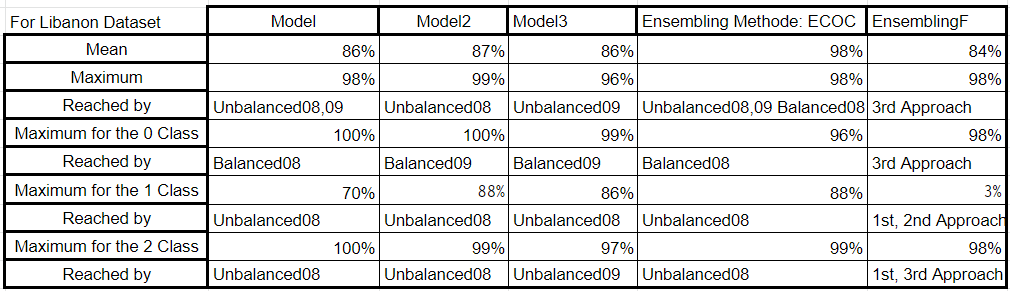 For Libanon Dataset Model Model2 Model3 Ensembling Methode: ECOC EnsemblingF
Mean 86% 87% 86% 98% 84%
Maximum 98% 99% 96% 98% 98%
Reached by Unbalanced08,09 Unbalanced08 Unbalanced09 Unbalanced08,09 Balanced08 3rd Approach
Maximum for the 0 Class 100% 100% 99% 96% 98%
Reached by Balanced08 Balanced09 Balanced09 Balanced08 3rd Approach
Maximum for the 1 Class 70% 88% 86% 88% 3%
Reached by Unbalanced08 Unbalanced08 Unbalanced08 Unbalanced08 1st, 2nd Approach
Maximum for the 2 Class 100% 99% 97% 99% 98%
Reached by Unbalanced08 Unbalanced08 Unbalanced09 Unbalanced08 1st, 3rd Approach